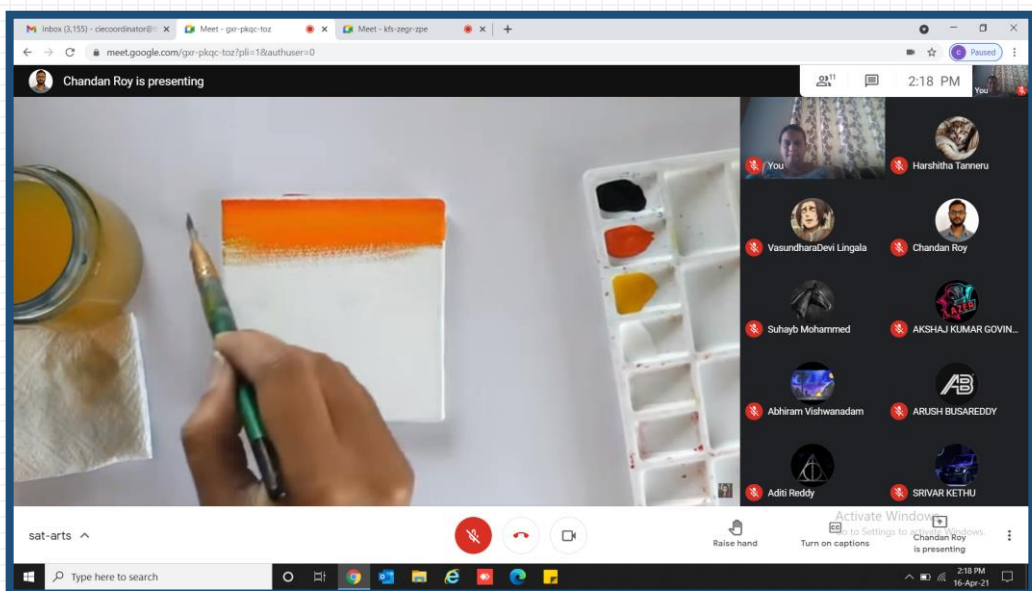 Inbox (3,155) - ciecoordinator@
Meet - gxr-pkqc-toz
Meet - kfs-zegr-zpe
meet.google.com/gxr-pkqc-toz?pli=1&authuser=0
C Paused
Chandan Roy is presenting
11
2:18 PM
You
You
Harshitha Tanneru
VasundharaDevi Lingala
Chandan Roy
Suhayb Mohammed
AKSHAJ KUMAR GOVIN...
Abhiram Vishwanadam
AB
ARUSH BUSAREDDY
Aditi Reddy
SRIVAR KETHU
Activate Windows
Go to Settings to activate Windows.
sat-arts
Raise hand
CC
Turn on captions
Chandan Roy
is presenting
Type here to search
2:18 PM
16-Apr-21